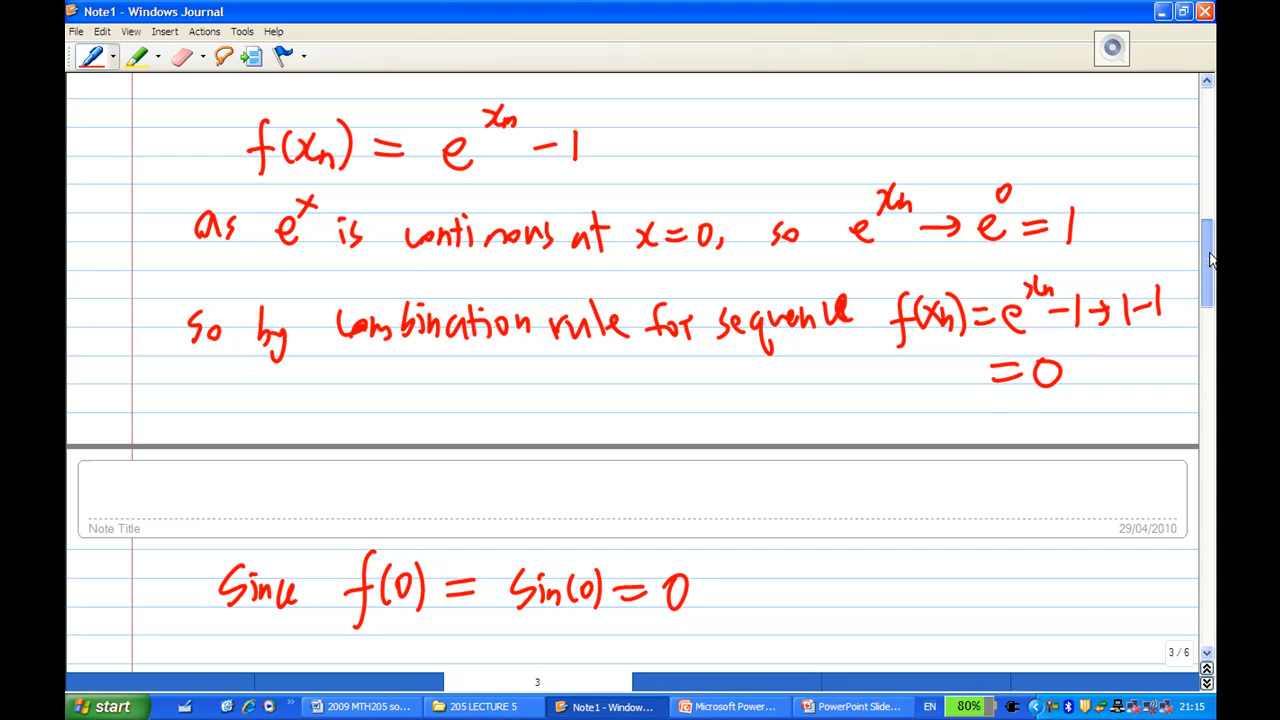 Note1 - Windows Journal
File Edit View Insert Actions Tools Help
f(xₙ) = e^{xₙ} - 1
as e^x is continous at x=0, so e^{xₙ} → e^0 = 1
so by combination rule for sequence f(xₙ) = e^{xₙ} - 1 → 1-1
= 0
Note Title 29/04/2010
Since f(0) = Sin(0) = 0
3 / 6
3
start 2009 MTH205 so... 205 LECTURE 5 Note1 - Window... Microsoft Power... PowerPoint Slide... EN 80% 21:15